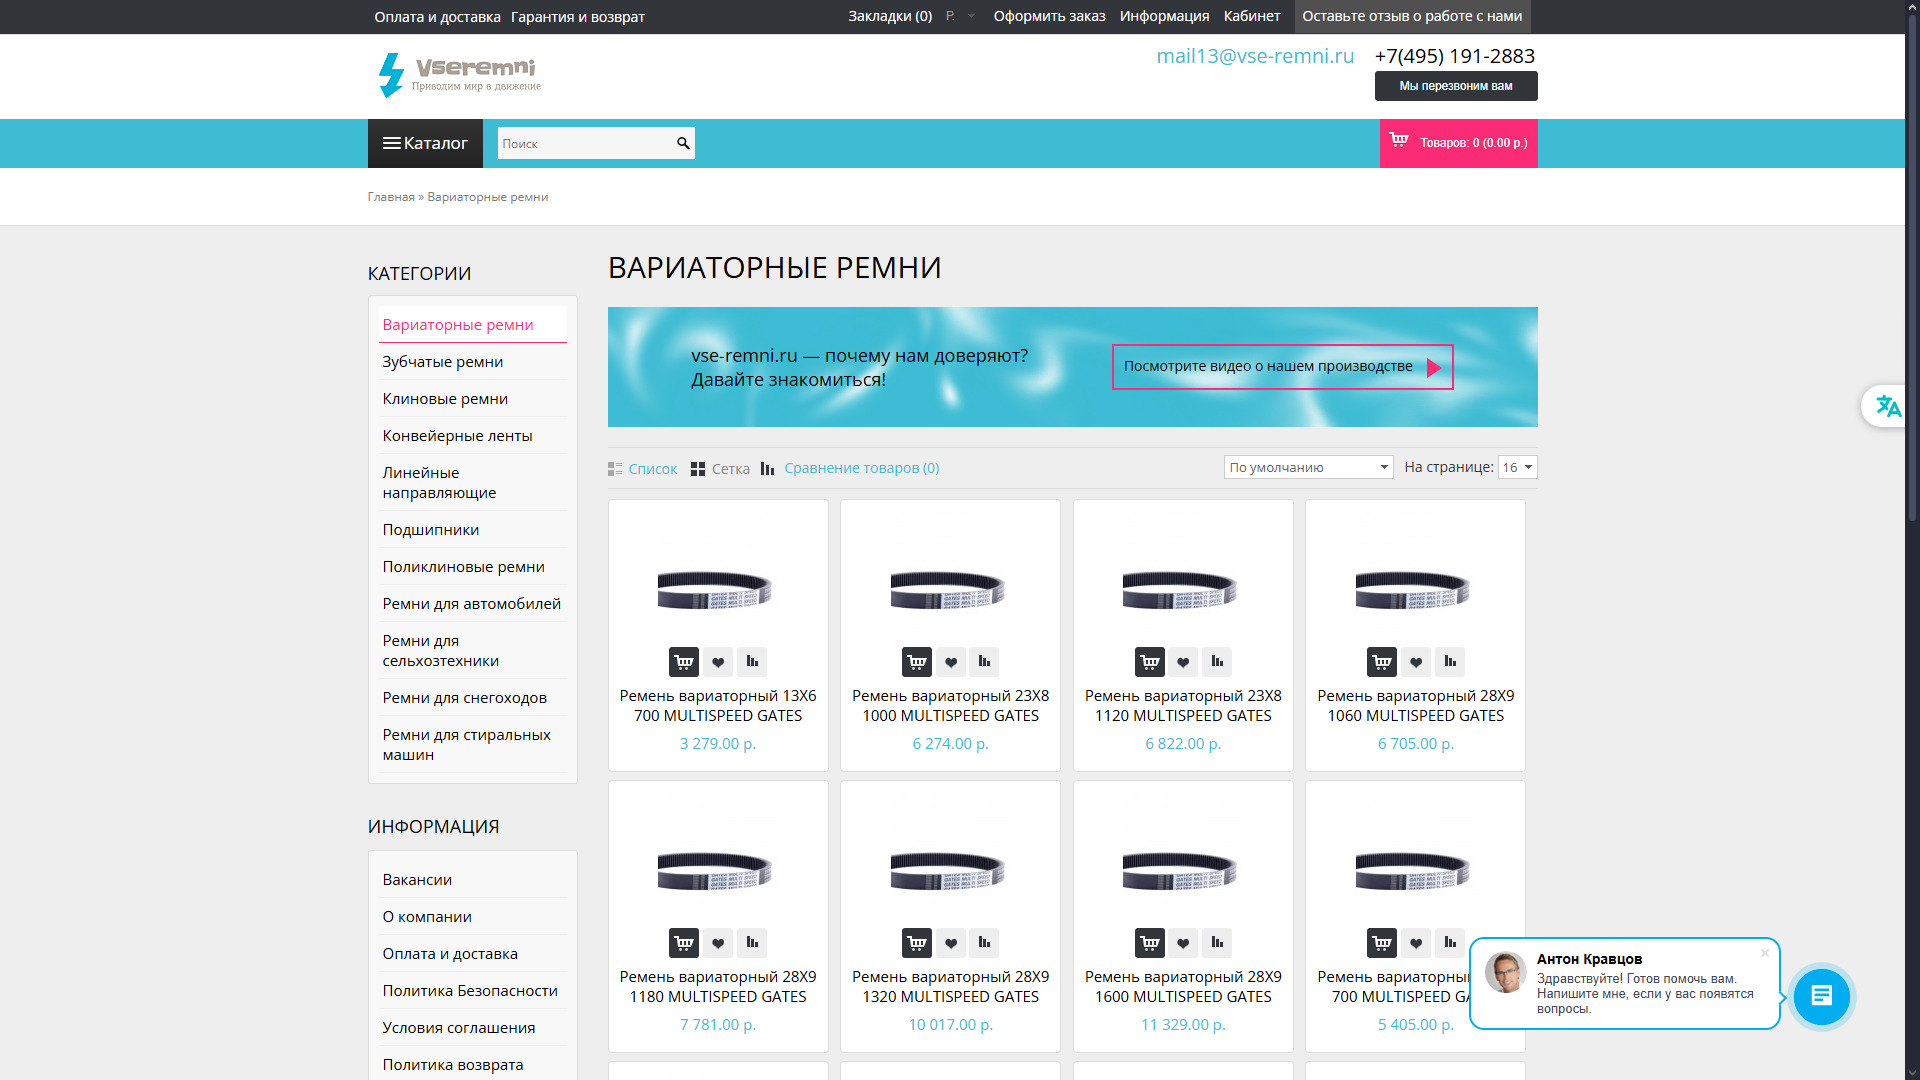 Оплата и доставка Гарантия и возврат
Закладки (0) Р. Оформить заказ Информация Кабинет Оставьте отзыв о работе с нами
Vseremni
Приводим мир в движение
mail13@vse-remni.ru +7(495) 191-2883
Мы перезвоним вам
Каталог
Поиск
Товаров: 0 (0.00 р.)
Главная » Вариаторные ремни
КАТЕГОРИИ
Вариаторные ремни
Зубчатые ремни
Клиновые ремни
Конвейерные ленты
Линейные
направляющие
Подшипники
Поликлиновые ремни
Ремни для автомобилей
Ремни для
сельхозтехники
Ремни для снегоходов
Ремни для стиральных
машин
ИНФОРМАЦИЯ
Вакансии
О компании
Оплата и доставка
Политика Безопасности
Условия соглашения
Политика возврата
ВАРИАТОРНЫЕ РЕМНИ
vse-remni.ru — почему нам доверяют?
Давайте знакомиться!
Посмотрите видео о нашем производстве
Список Сетка Сравнение товаров (0)
По умолчанию На странице: 16
Ремень вариаторный 13X6
700 MULTISPEED GATES
3 279.00 р.
Ремень вариаторный 23X8
1000 MULTISPEED GATES
6 274.00 р.
Ремень вариаторный 23X8
1120 MULTISPEED GATES
6 822.00 р.
Ремень вариаторный 28X9
1060 MULTISPEED GATES
6 705.00 р.
Ремень вариаторный 28X9
1180 MULTISPEED GATES
7 781.00 р.
Ремень вариаторный 28X9
1320 MULTISPEED GATES
10 017.00 р.
Ремень вариаторный 28X9
1600 MULTISPEED GATES
11 329.00 р.
Ремень вариаторны
700 MULTISPEED GA
5 405.00 р.
Антон Кравцов
Здравствуйте! Готов помочь вам.
Напишите мне, если у вас появятся
вопросы.